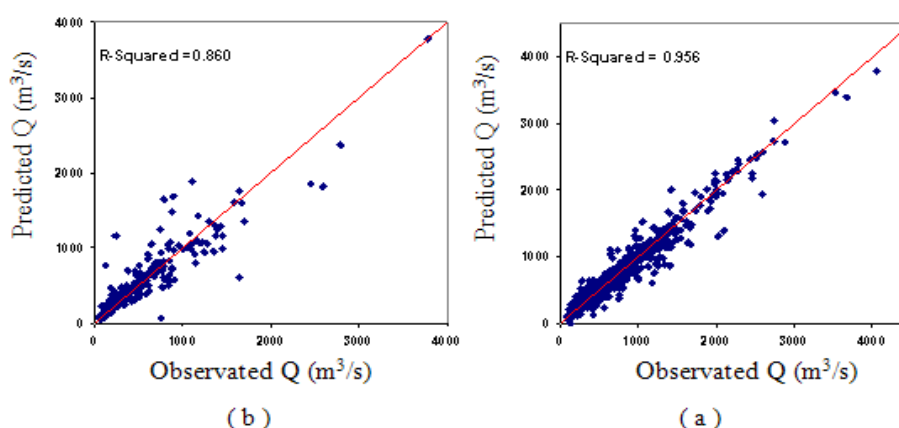 4000
3000
2000
1000
0
Predicted Q (m³/s)
R-Squared = 0.860
0 1000 2000 3000 4000
Observated Q (m³/s)
( b )
4000
3000
2000
1000
0
Predicted Q (m³/s)
R-Squared = 0.956
0 1000 2000 3000 4000
Observated Q (m³/s)
( a )